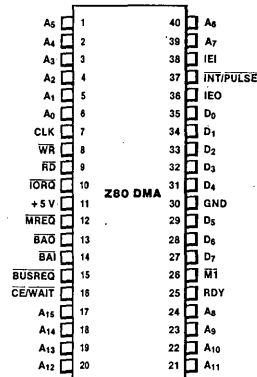 A5 1 40 A6
A4 2 39 A7
A3 3 38 IEI
A2 4 37 INT/PULSE
A1 5 36 IEO
A0 6 35 D0
CLK 7 34 D1
WR 8 33 D2
RD 9 32 D3
IORQ 10 31 D4
Z80 DMA
+5 V 11 30 GND
MREQ 12 29 D5
BAO 13 28 D6
BAI 14 27 D7
BUSREQ 15 26 M1
CE/WAIT 16 25 RDY
A15 17 24 A8
A14 18 23 A9
A13 19 22 A10
A12 20 21 A11